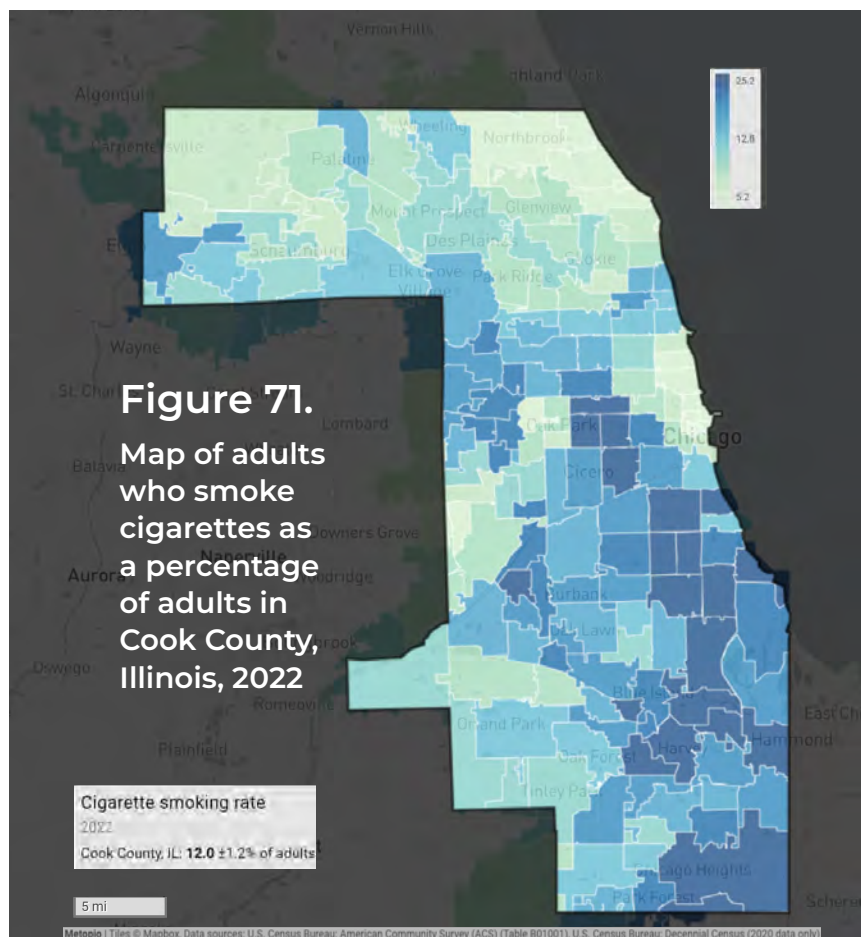 Vernon Hills
Algonquin
Wheeling
Northbrook
Palatine
25.2
12.8
5.2
Mount Prospect
Glenview
Des Plaines
Schaumburg
Skokie
Elk Grove
Village
Park Ridge
Wayne
Figure 71.
Lombard
Oak Park
Chicago
Map of adults
who smoke
cigarettes as
a percentage
of adults in
Cook County,
Illinois, 2022
Batavia
Cicero
Downers Grove
Naperville
Aurora
Burbank
Oswego
Romeoville
Blue Island
Orland Park
East Ch
Plainfield
Hammond
Oak Forest
Harvey
Tinley Park
Cigarette smoking rate
2022
Cook County, IL: 12.0 ±1.2% of adults
Chicago Heights
Park Forest
5 mi
Metopio | Tiles © Mapbox. Data sources: U.S. Census Bureau: American Community Survey (ACS) (Table B01001), U.S. Census Bureau: Decennial Census (2020 data only)